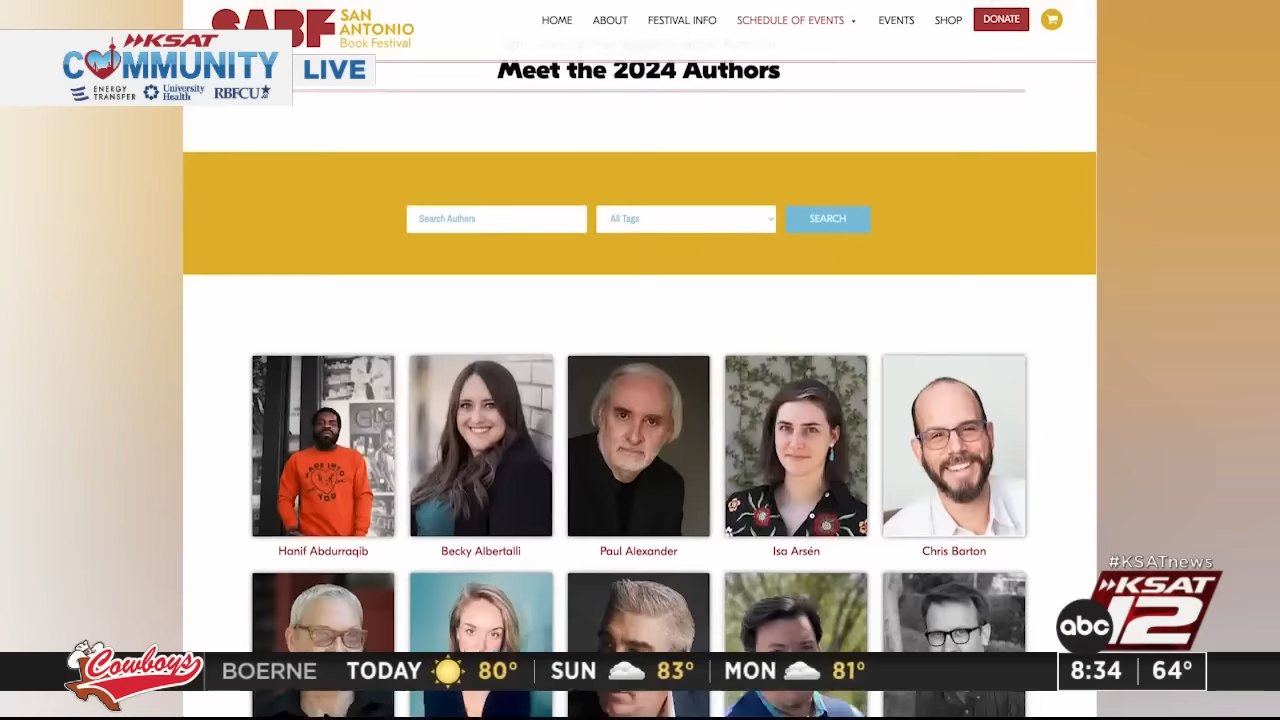 SABF
SAN
ANTONIO
Book Festival
HOME
ABOUT
FESTIVAL INFO
SCHEDULE OF EVENTS
EVENTS
SHOP
DONATE
KSAT
COMMUNITY
LIVE
ENERGY
TRANSFER
University
Health
RBFCU
Meet the 2024 Authors
Search Authors
All Tags
SEARCH
FADE INTO
YOU
Hanif Abdurraqib
Becky Albertalli
Paul Alexander
Isa Arsén
Chris Barton
#KSATnews
KSAT
abc
12
Cowboys
BOERNE
TODAY 80°
SUN 83°
MON 81°
8:34
64°